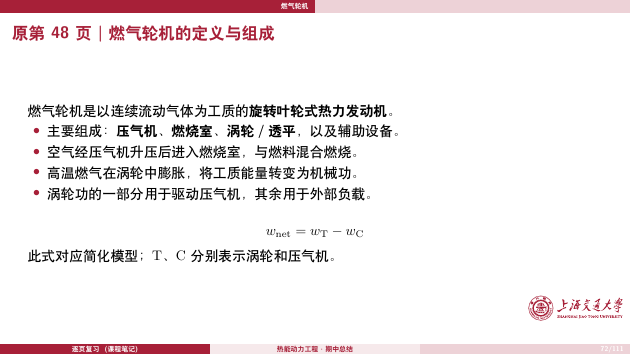 燃气轮机
原第 48 页 | 燃气轮机的定义与组成
燃气轮机是以连续流动气体为工质的旋转叶轮式热力发动机。
主要组成：压气机、燃烧室、涡轮 / 透平，以及辅助设备。
空气经压气机升压后进入燃烧室，与燃料混合燃烧。
高温燃气在涡轮中膨胀，将工质能量转变为机械功。
涡轮功的一部分用于驱动压气机，其余用于外部负载。
w_net = w_T − w_C
此式对应简化模型；T、C 分别表示涡轮和压气机。
上海交通大学
SHANGHAI JIAO TONG UNIVERSITY
逐页复习（课程笔记）
热能动力工程 · 期中总结
72/111